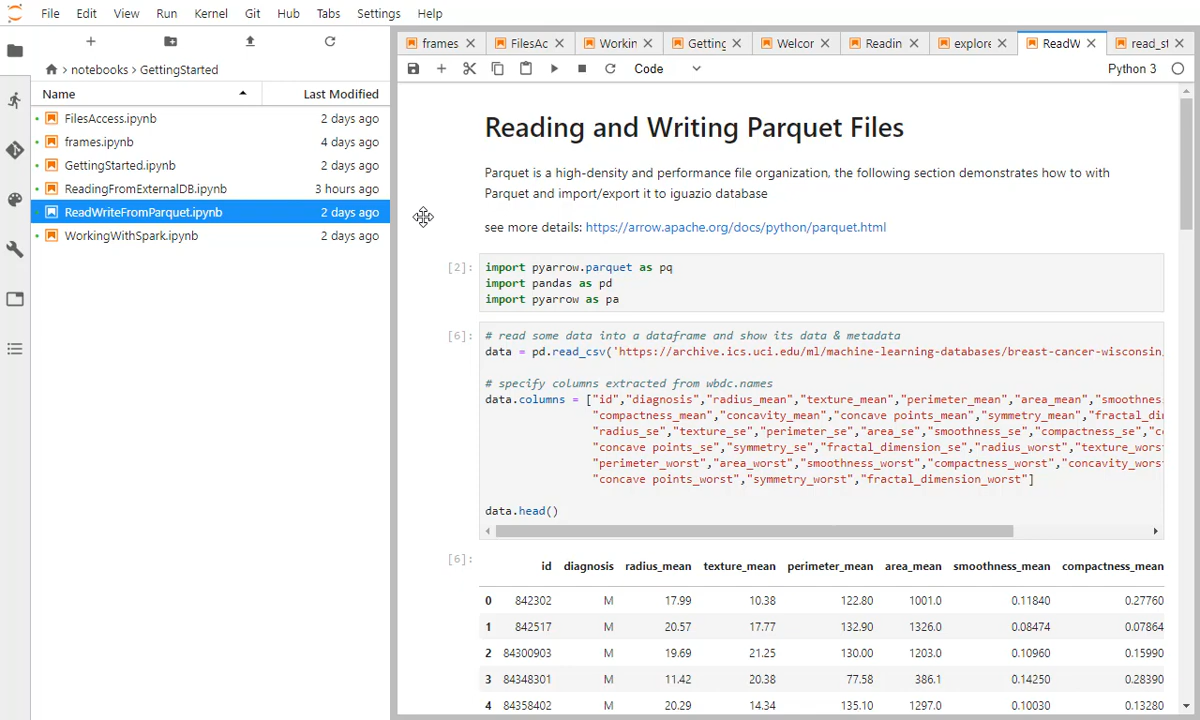 File Edit View Run Kernel Git Hub Tabs Settings Help
> notebooks > GettingStarted
Name Last Modified
FilesAccess.ipynb 2 days ago
frames.ipynb 4 days ago
GettingStarted.ipynb 2 days ago
ReadingFromExternalDB.ipynb 3 hours ago
ReadWriteFromParquet.ipynb 2 days ago
WorkingWithSpark.ipynb 2 days ago
frames FilesAc Workin Getting Welcor Readin explore ReadW read_st
Code Python 3
Reading and Writing Parquet Files
Parquet is a high-density and performance file organization, the following section demonstrates how to with
Parquet and import/export it to iguazio database
see more details: https://arrow.apache.org/docs/python/parquet.html
[2]: import pyarrow.parquet as pq
import pandas as pd
import pyarrow as pa
[6]: # read some data into a dataframe and show its data & metadata
data = pd.read_csv('https://archive.ics.uci.edu/ml/machine-learning-databases/breast-cancer-wisconsin,
# specify columns extracted from wbdc.names
data.columns = ["id","diagnosis","radius_mean","texture_mean","perimeter_mean","area_mean","smoothness
"compactness_mean","concavity_mean","concave points_mean","symmetry_mean","fractal_di
"radius_se","texture_se","perimeter_se","area_se","smoothness_se","compactness_se","c
"concave points_se","symmetry_se","fractal_dimension_se","radius_worst","texture_wors
"perimeter_worst","area_worst","smoothness_worst","compactness_worst","concavity_worst
"concave points_worst","symmetry_worst","fractal_dimension_worst"]
data.head()
[6]: id diagnosis radius_mean texture_mean perimeter_mean area_mean smoothness_mean compactness_mean
0 842302 M 17.99 10.38 122.80 1001.0 0.11840 0.27760
1 842517 M 20.57 17.77 132.90 1326.0 0.08474 0.07864
2 84300903 M 19.69 21.25 130.00 1203.0 0.10960 0.15990
3 84348301 M 11.42 20.38 77.58 386.1 0.14250 0.28390
4 84358402 M 20.29 14.34 135.10 1297.0 0.10030 0.13280